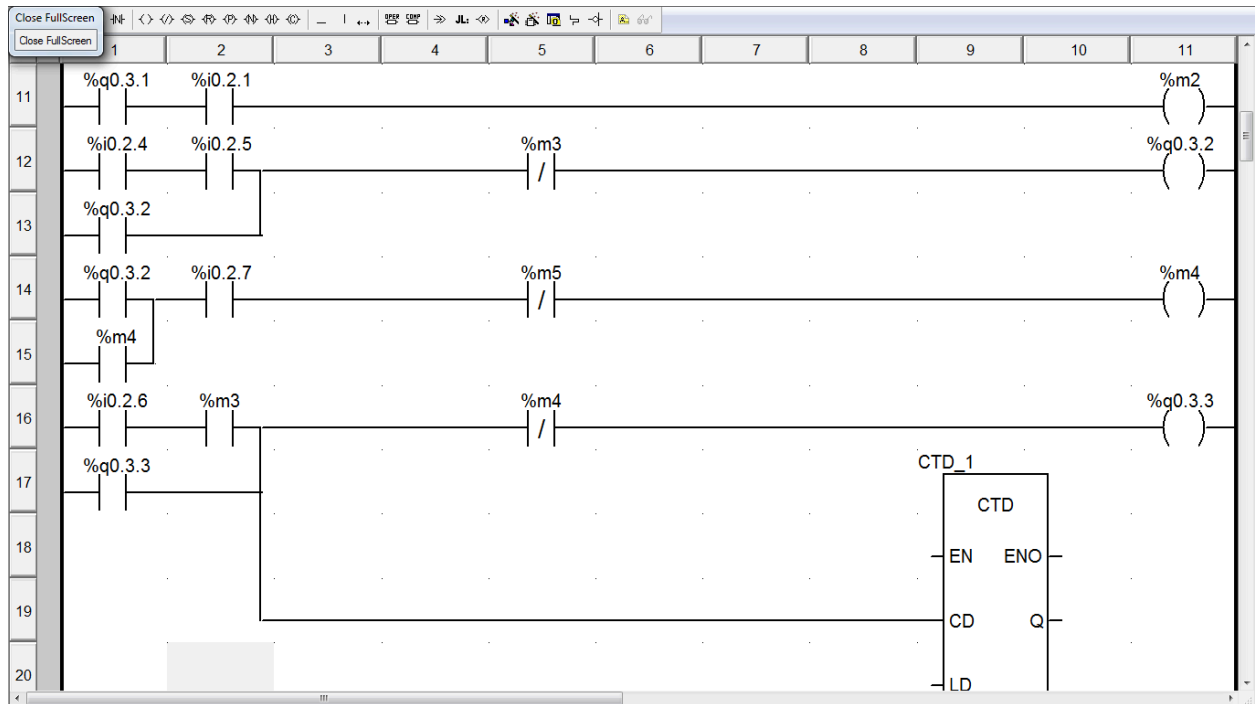 Close FullScreen
Close FullScreen
OPER COMP JL:
1 2 3 4 5 6 7 8 9 10 11
%q0.3.1 %i0.2.1 %m2
11
%i0.2.4 %i0.2.5 %m3 %q0.3.2
12 /
%q0.3.2
13
%q0.3.2 %i0.2.7 %m5 %m4
14 /
%m4
15
%i0.2.6 %m3 %m4 %q0.3.3
16 /
%q0.3.3 CTD_1
17
CTD
18 EN ENO
19 CD Q
20 LD